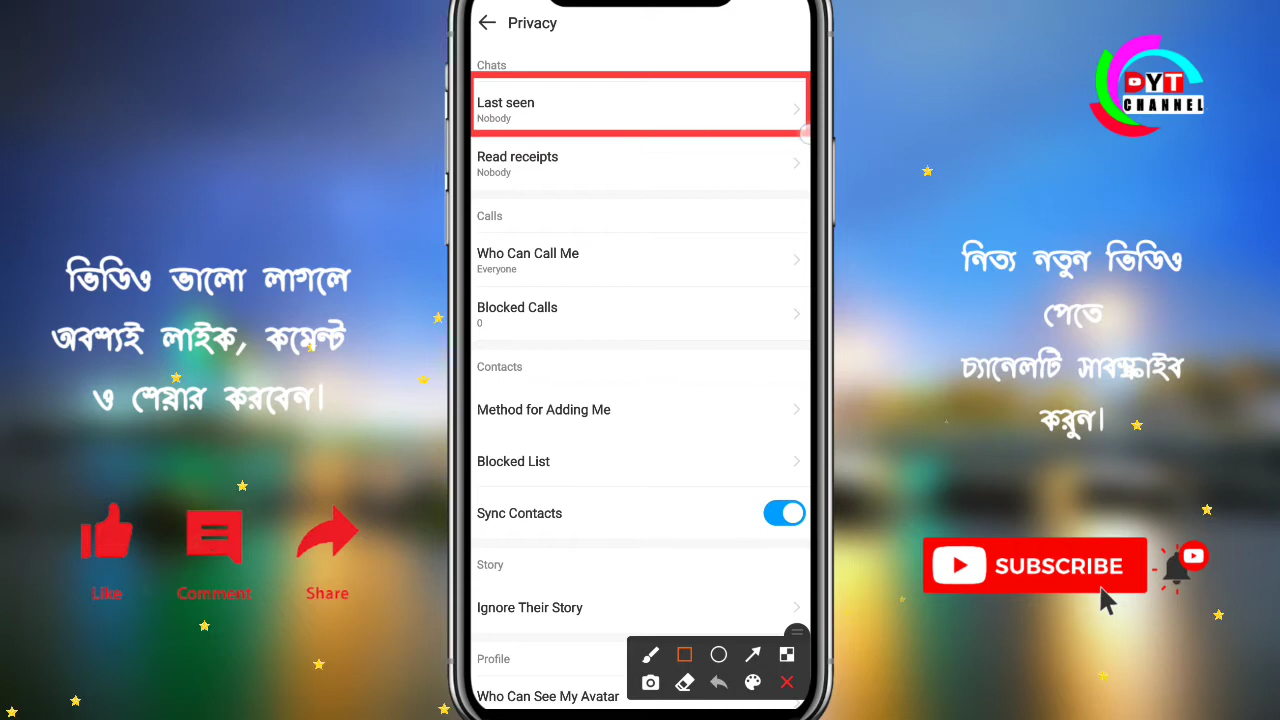 Privacy
Chats
Last seen
Nobody
Read receipts
Nobody
Calls
Who Can Call Me
Everyone
Blocked Calls
0
Contacts
Method for Adding Me
Blocked List
Sync Contacts
Story
Ignore Their Story
Profile
Who Can See My Avatar
ভিডিও ভালো লাগলে
অবশ্যই লাইক, কমেন্ট
ও শেয়ার করবেন।
Like
Comment
Share
DYT
CHANNEL
নিত্য নতুন ভিডিও
পেতে
চ্যানেলটি সাবস্ক্রাইব
করুন।
SUBSCRIBE